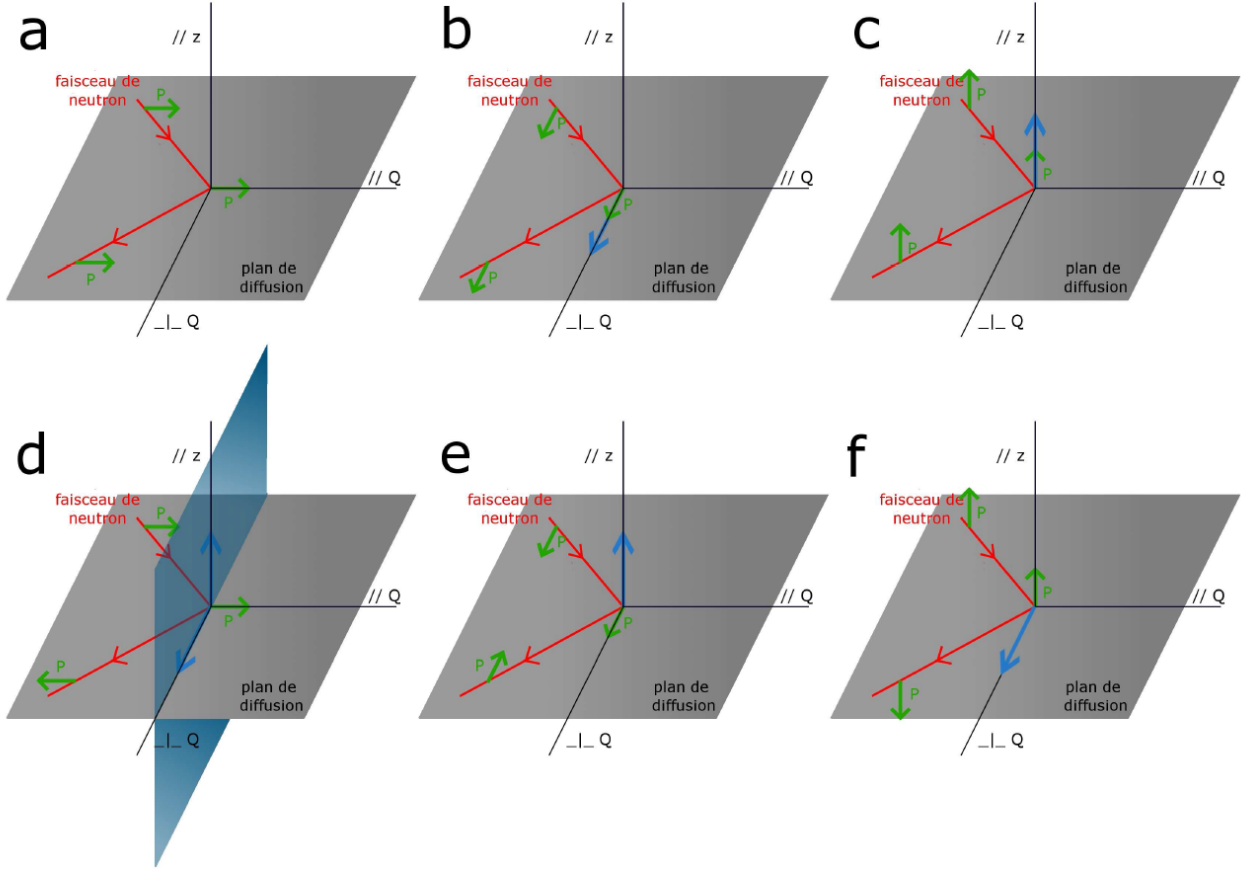 a
// z
faisceau de
neutron
P
// Q
P
P
plan de
diffusion
_|_ Q
b
// z
faisceau de
neutron
P
// Q
P
P
plan de
diffusion
_|_ Q
c
// z
faisceau de
neutron
P
P
// Q
P
plan de
diffusion
_|_ Q
d
// z
faisceau de
neutron
P
// Q
P
P
plan de
diffusion
_|_ Q
e
// z
faisceau de
neutron
P
// Q
P
P
plan de
diffusion
_|_ Q
f
// z
faisceau de
neutron
P
// Q
P
P
plan de
diffusion
_|_ Q